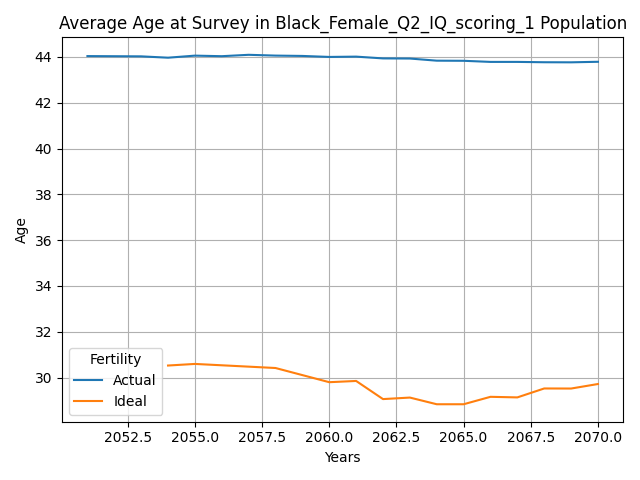 Average Age at Survey in Black_Female_Q2_IQ_scoring_1 Population
44
42
40
38
36
34
32
30
Age
Fertility
Actual
Ideal
2052.5 2055.0 2057.5 2060.0 2062.5 2065.0 2067.5 2070.0
Years